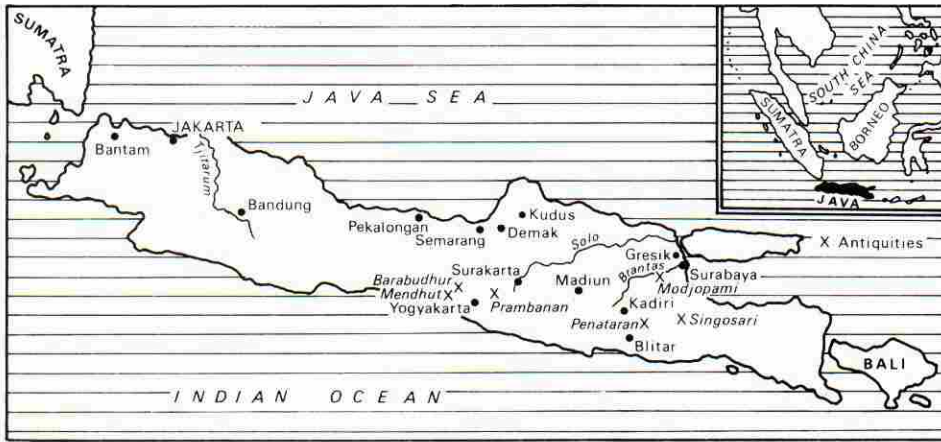 SUMATRA
JAVA SEA
SOUTH CHINA
SEA
SUMATRA
BORNEO
JAVA
JAKARTA
Bantam
Tjitarum
Bandung
Pekalongan
Semarang
Kudus
Demak
Solo
Gresik
X Antiquities
Surabaya
Brantas
Modjopami
Surakarta
Madiun
Barabudhur X
Mendhut X
Yogyakarta
X
Prambanan
Kadiri
Penataran X
X Singosari
Blitar
BALI
INDIAN OCEAN